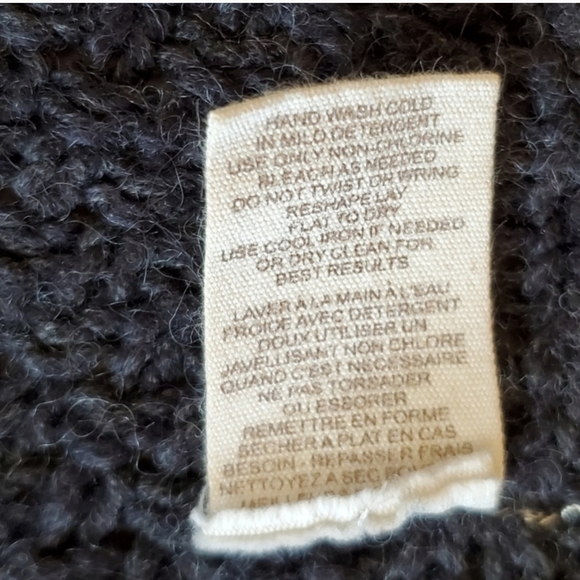 HAND WASH COLD
IN MILD DETERGENT
USE ONLY NON-CHLORINE
BLEACH AS NEEDED
DO NOT TWIST OR WRING
RESHAPE LAY
FLAT TO DRY
USE COOL IRON IF NEEDED
OR DRY CLEAN FOR
BEST RESULTS
LAVER A LA MAIN À L'EAU
FROIDE AVEC DETERGENT
DOUX UTILISER UN
JAVELLISANT NON CHLORE
QUAND C'EST NECESSAIRE
NE PAS TORSADER
OU ESSORER
REMETTRE EN FORME
SECHER A PLAT EN CAS
BESOIN - REPASSER FRAIS
NETTOYEZ A SEC